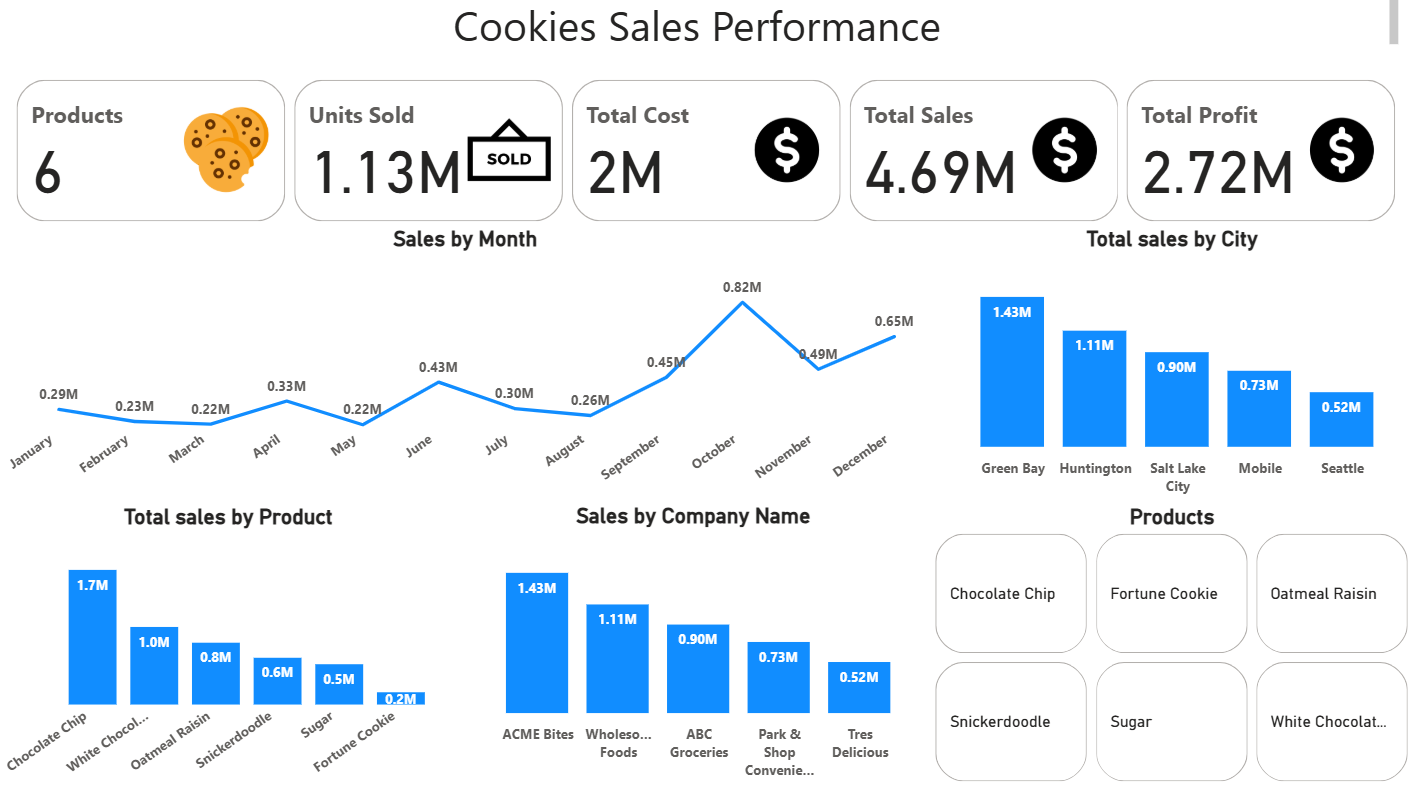 Cookies Sales Performance
Products
6
Units Sold
1.13M
SOLD
Total Cost
2M
Total Sales
4.69M
Total Profit
2.72M
Sales by Month
0.29M
0.23M
0.22M
0.33M
0.22M
0.43M
0.30M
0.26M
0.45M
0.82M
0.49M
0.65M
January
February
March
April
May
June
July
August
September
October
November
December
Total sales by City
1.43M
1.11M
0.90M
0.73M
0.52M
Green Bay
Huntington
Salt Lake
City
Mobile
Seattle
Total sales by Product
1.7M
1.0M
0.8M
0.6M
0.5M
0.2M
Chocolate Chip
White Chocol...
Oatmeal Raisin
Snickerdoodle
Sugar
Fortune Cookie
Sales by Company Name
1.43M
1.11M
0.90M
0.73M
0.52M
ACME Bites
Wholeso...
Foods
ABC
Groceries
Park &
Shop
Convenie...
Tres
Delicious
Products
Chocolate Chip
Fortune Cookie
Oatmeal Raisin
Snickerdoodle
Sugar
White Chocolat...